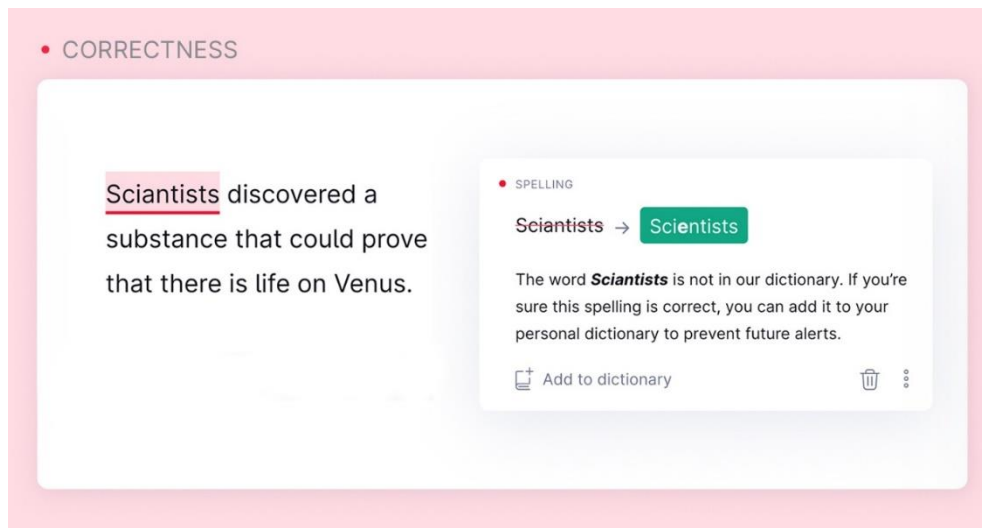 CORRECTNESS
Sciantists discovered a
substance that could prove
that there is life on Venus.
SPELLING
Sciantists → Scientists
The word Sciantists is not in our dictionary. If you’re
sure this spelling is correct, you can add it to your
personal dictionary to prevent future alerts.
Add to dictionary